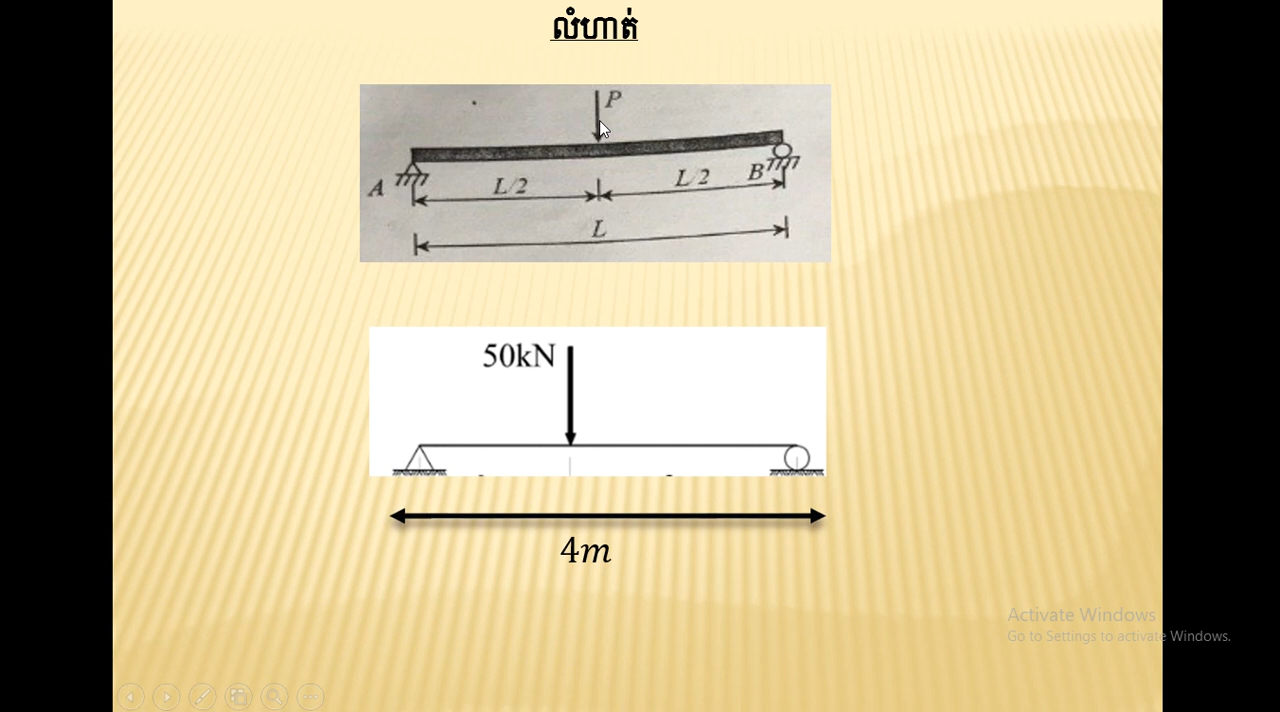 លំហាត់
P
A
L/2
L/2
B
L
50kN
4m
Activate Windows
Go to Settings to activate Windows.